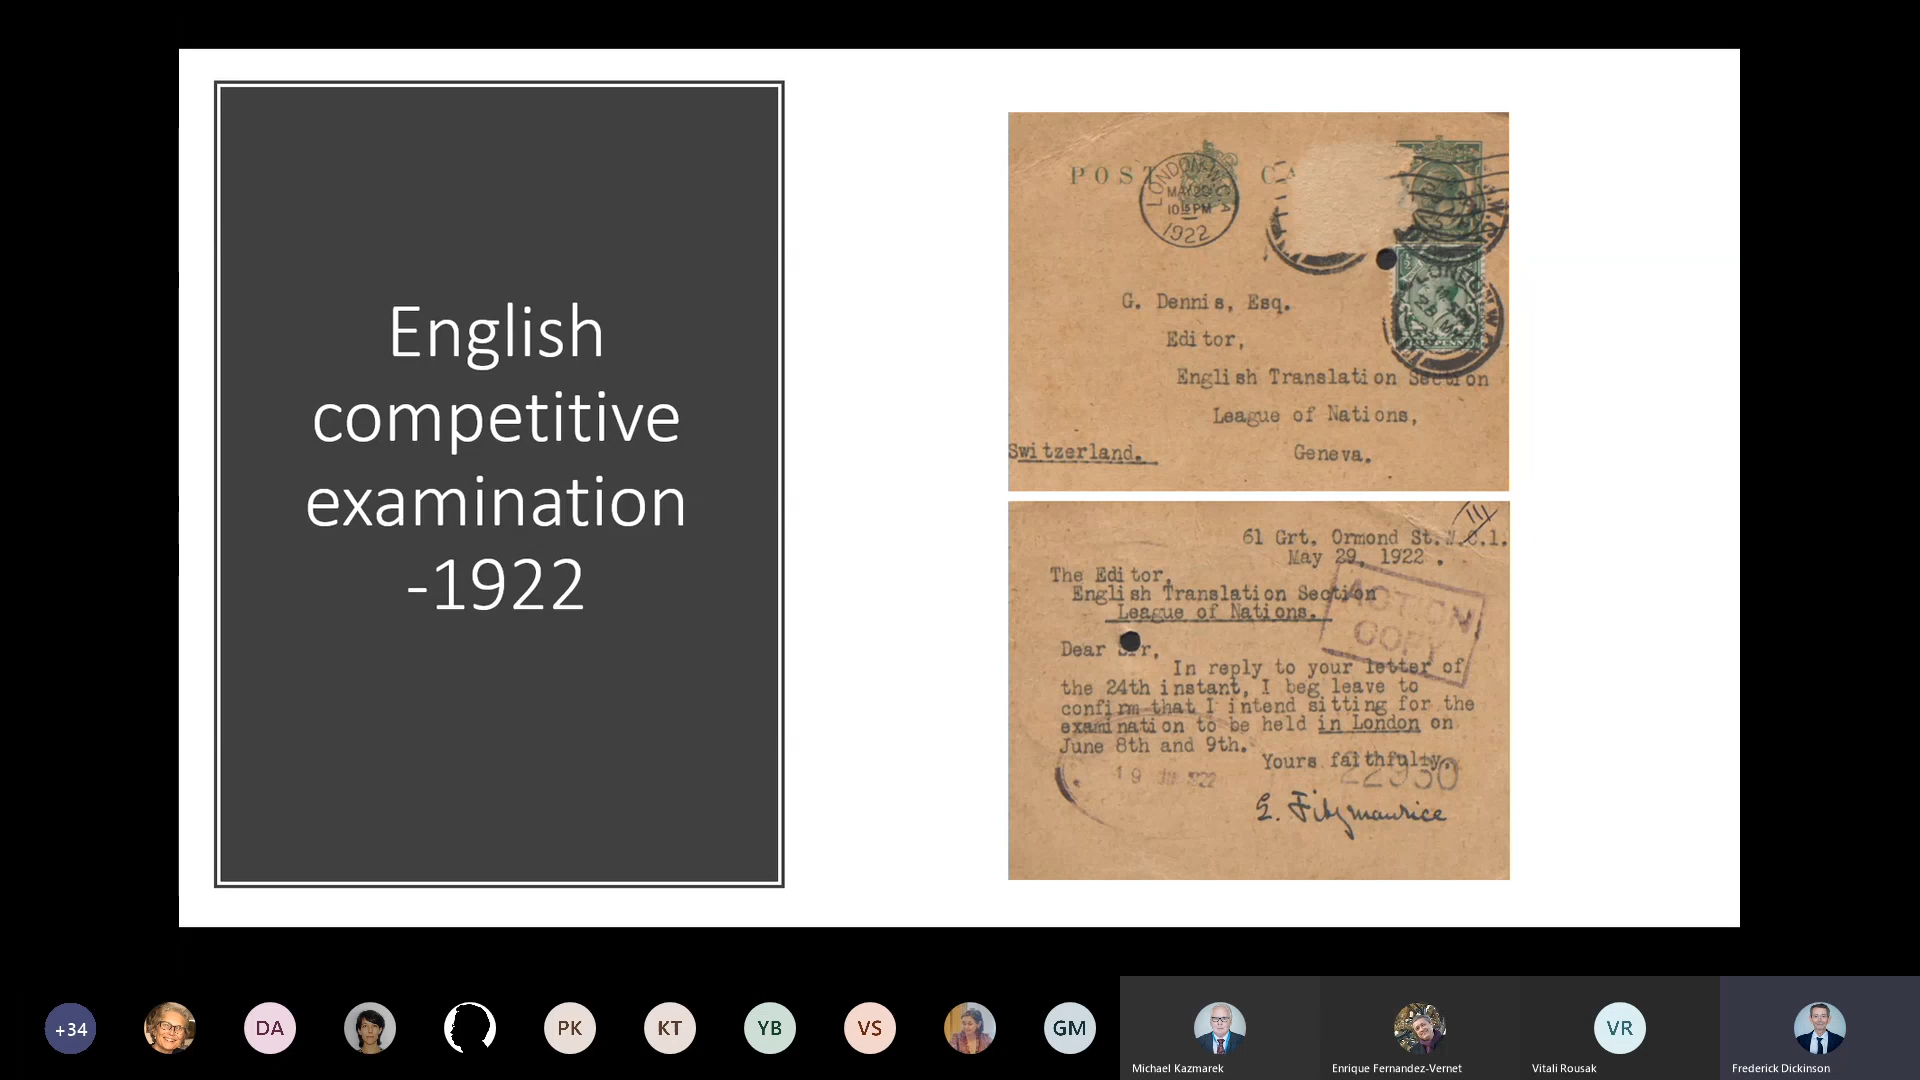 English
competitive
examination
-1922
POST CA
LONDON.W.C.
MAY 29
10 15 PM
1922
G. Dennis, Esq.
Editor,
English Translation Section
League of Nations,
Switzerland. Geneva.
61 Grt. Ormond St.W.C.1.
May 29, 1922 .
The Editor,
English Translation Section
League of Nations.
ACTION
COPY
Dear Sir,
In reply to your letter of
the 24th instant, I beg leave to
confirm that I intend sitting for the
examination to be held in London on
June 8th and 9th.
Yours faithfully,
Fitzmaurice
+34
DA
PK
KT
YB
VS
GM
VR
Michael Kazmarek
Enrique Fernandez-Vernet
Vitali Rousak
Frederick Dickinson